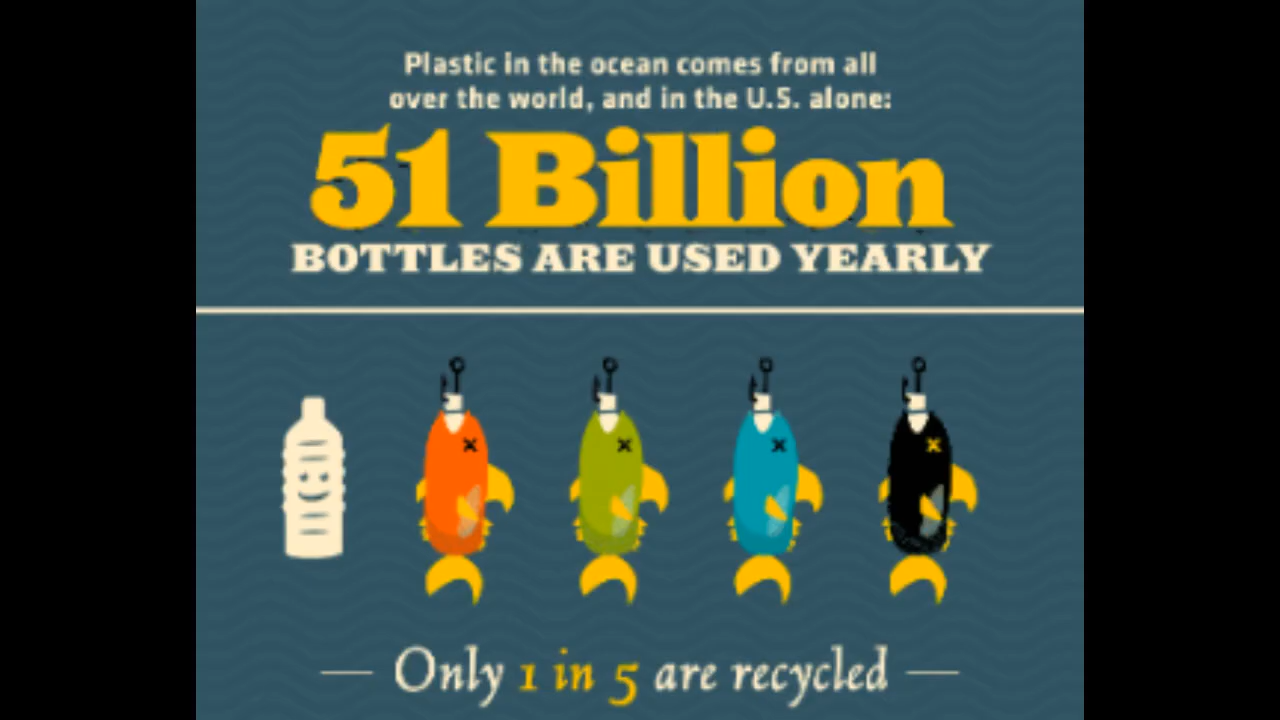 Plastic in the ocean comes from all
over the world, and in the U.S. alone:
51 Billion
BOTTLES ARE USED YEARLY
Only 1 in 5 are recycled